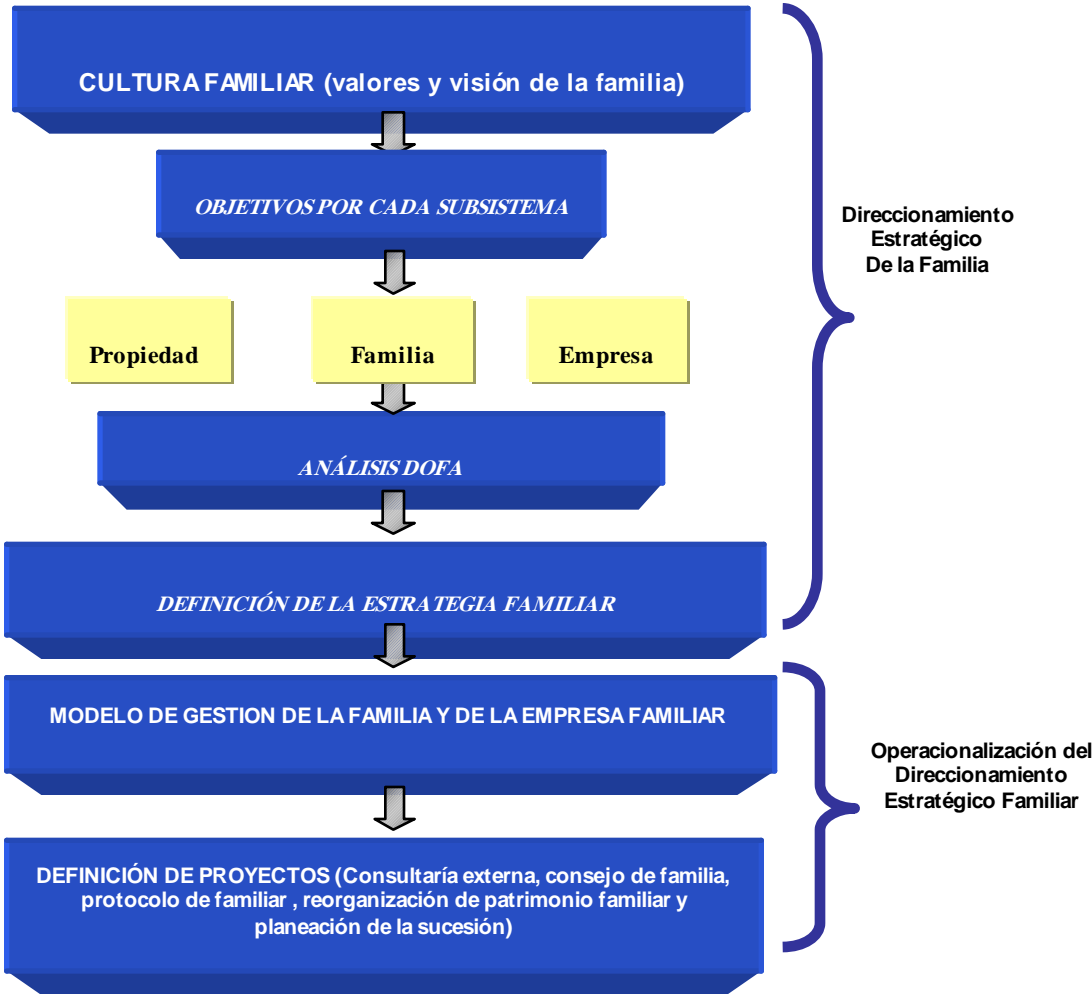 CULTURA FAMILIAR (valores y visión de la familia)
OBJETIVOS POR CADA SUBSISTEMA
Direccionamiento
Estratégico
De la Familia
Propiedad
Familia
Empresa
ANÁLISIS DOFA
DEFINICIÓN DE LA ESTRATEGIA FAMILIAR
MODELO DE GESTION DE LA FAMILIA Y DE LA EMPRESA FAMILIAR
Operacionalización del
Direccionamiento
Estratégico Familiar
DEFINICIÓN DE PROYECTOS (Consultaría externa, consejo de familia,
protocolo de familiar , reorganización de patrimonio familiar y
planeación de la sucesión)